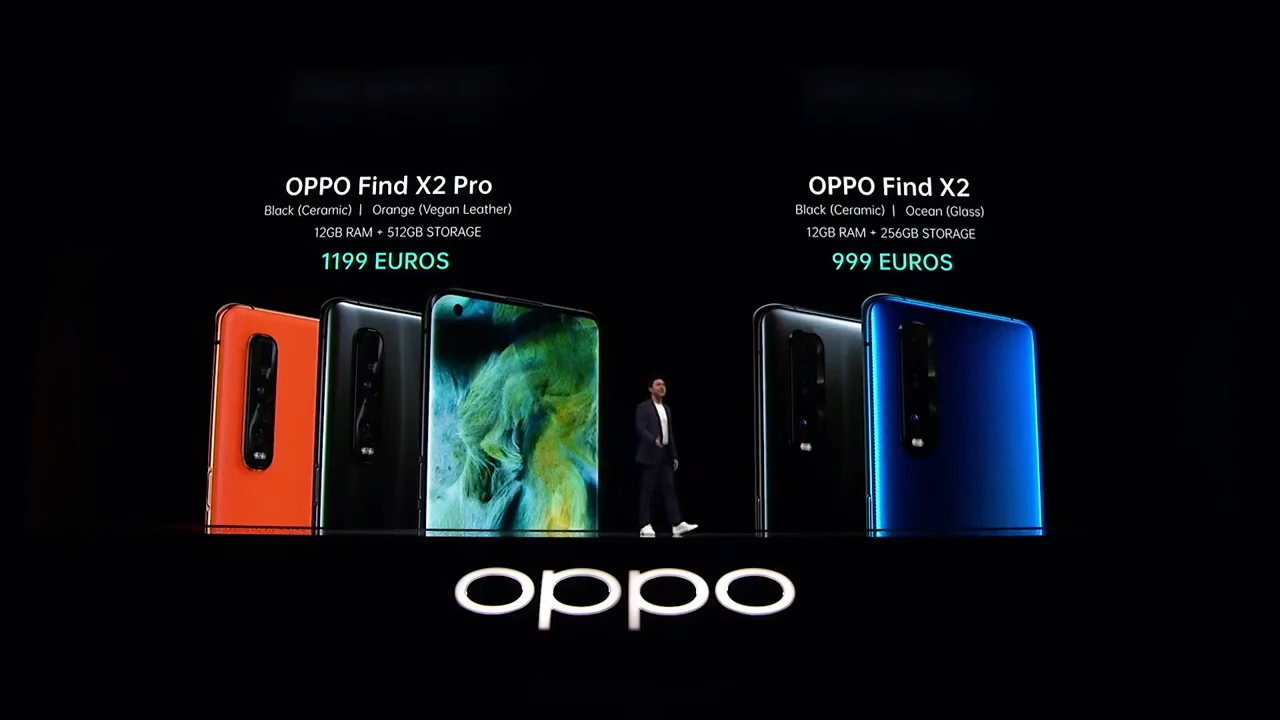 OPPO Find X2 Pro
Black (Ceramic) | Orange (Vegan Leather)
12GB RAM + 512GB STORAGE
1199 EUROS
OPPO Find X2
Black (Ceramic) | Ocean (Glass)
12GB RAM + 256GB STORAGE
999 EUROS
oppo